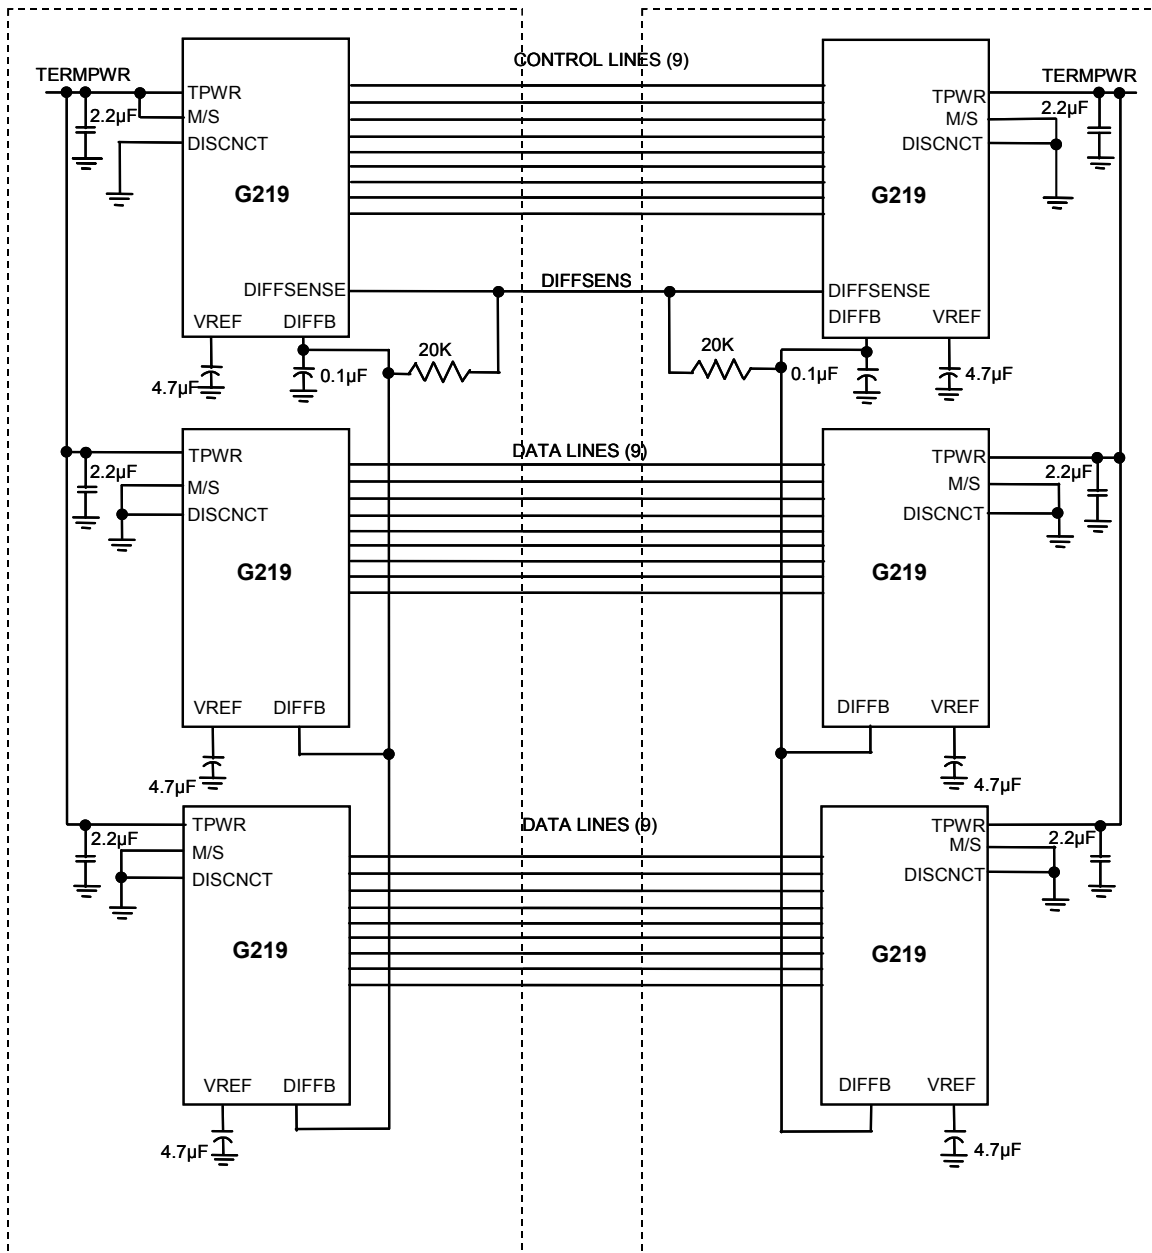 CONTROL LINES (9)
TERMPWR
TERMPWR
TPWR
2.2µF
M/S
DISCNCT
G219
TPWR
2.2µF
M/S
DISCNCT
G219
DIFFSENSE
DIFFSENS
DIFFSENSE
VREF
DIFFB
DIFFB
VREF
20K
20K
4.7µF
0.1µF
0.1µF
4.7µF
DATA LINES (9)
TPWR
2.2µF
M/S
DISCNCT
G219
TPWR
2.2µF
M/S
DISCNCT
G219
VREF
DIFFB
DIFFB
VREF
4.7µF
4.7µF
DATA LINES (9)
TPWR
2.2µF
M/S
DISCNCT
G219
TPWR
2.2µF
M/S
DISCNCT
G219
VREF
DIFFB
DIFFB
VREF
4.7µF
4.7µF